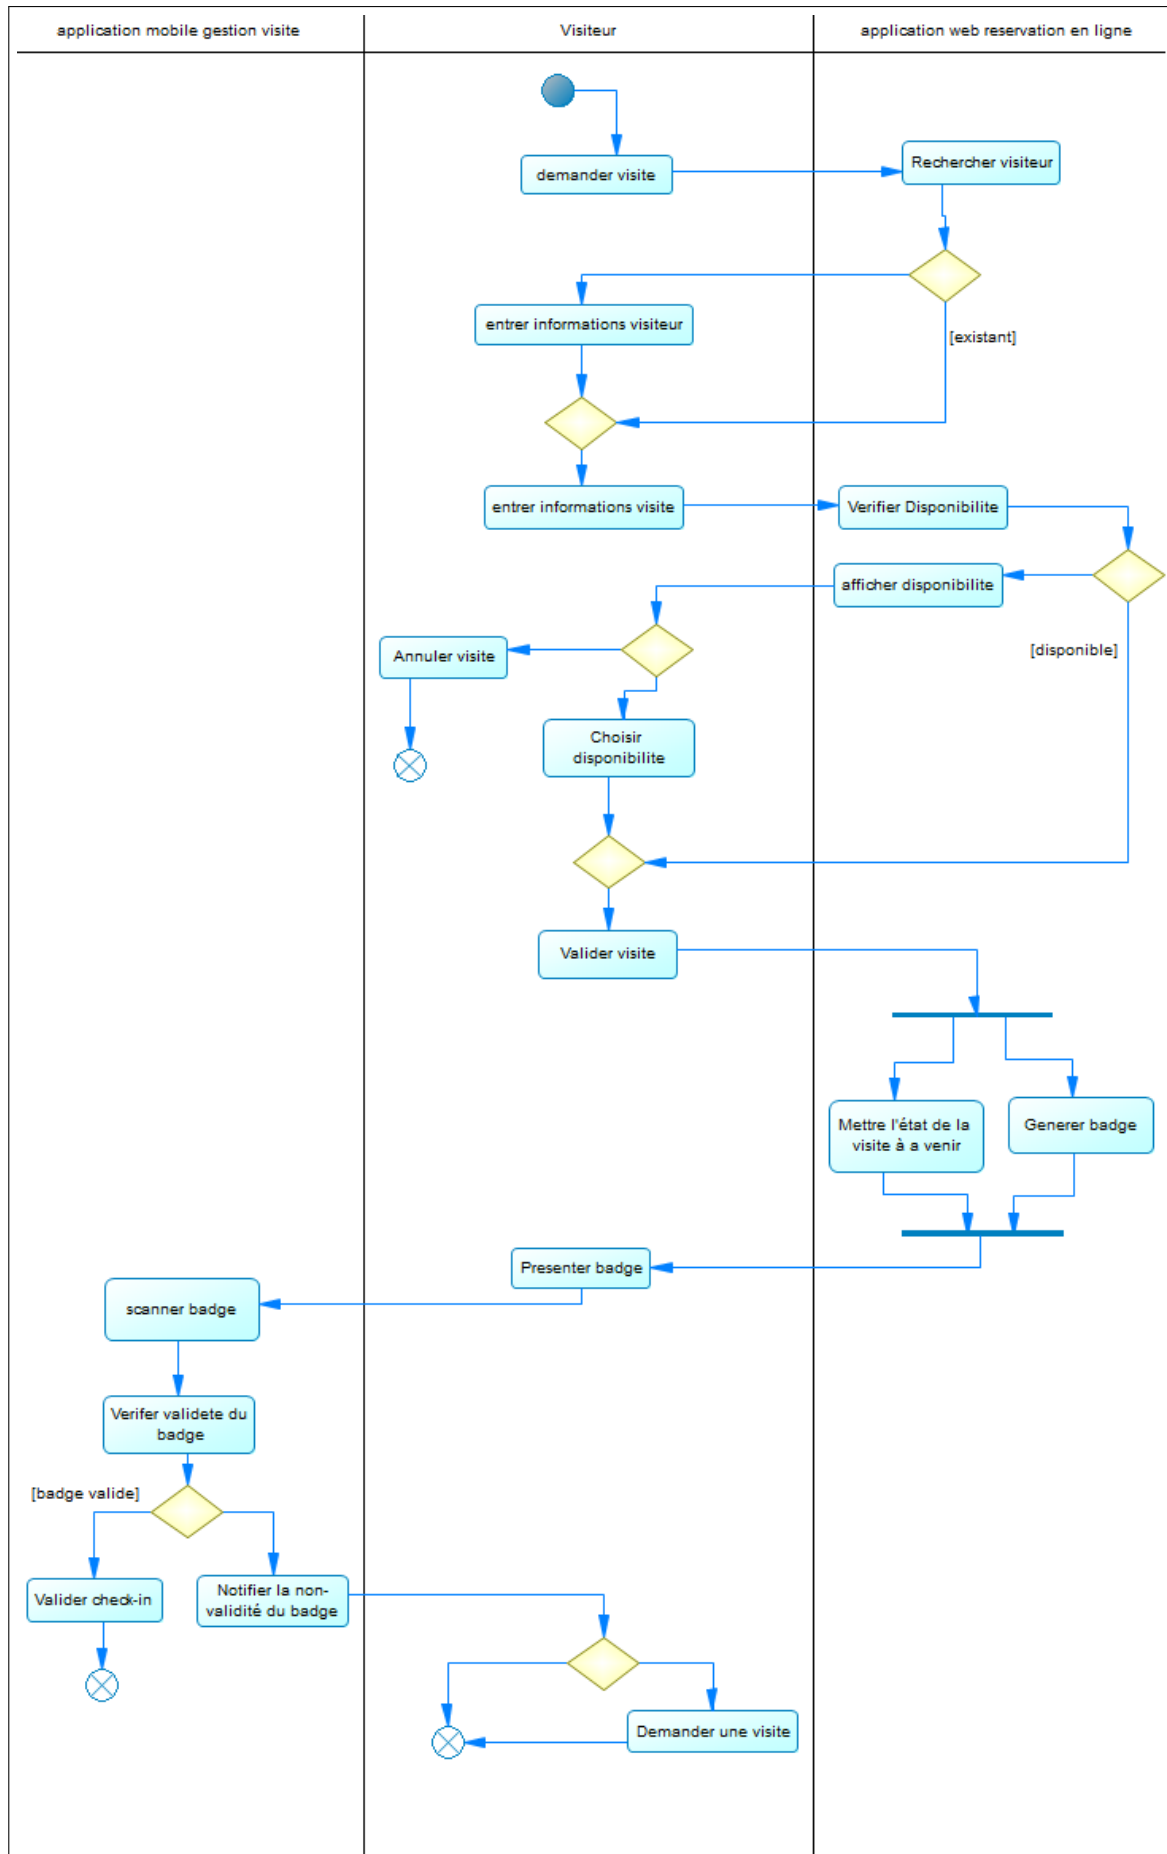 application mobile gestion visite
Visiteur
application web reservation en ligne
demander visite
Rechercher visiteur
entrer informations visiteur
[existant]
entrer informations visite
Verifier Disponibilite
afficher disponibilite
Annuler visite
[disponible]
Choisir
disponibilite
Valider visite
Mettre l'état de la
visite à a venir
Generer badge
Presenter badge
scanner badge
Verifer validete du
badge
[badge valide]
Valider check-in
Notifier la non-
validité du badge
Demander une visite